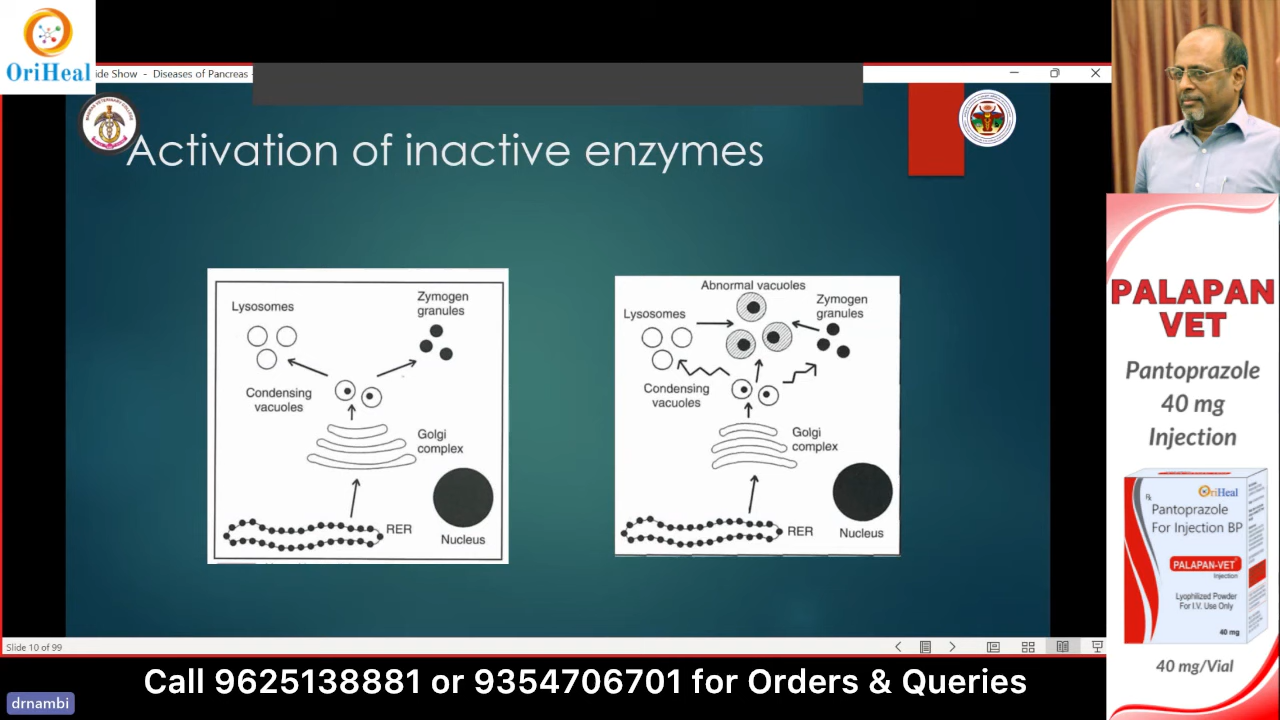 OriHeal
ide Show - Diseases of Pancreas -
Activation of inactive enzymes
Lysosomes
Zymogen
granules
Condensing
vacuoles
Golgi
complex
RER
Nucleus
Abnormal vacuoles
Lysosomes
Zymogen
granules
Condensing
vacuoles
Golgi
complex
RER
Nucleus
PALAPAN
VET
Pantoprazole
40 mg
Injection
OriHeal
Pantoprazole
For Injection BP
PALAPAN-VET
Injection
Lyophilized Powder
For I.V. Use Only
40 mg
40 mg/Vial
Slide 10 of 99
Call 9625138881 or 9354706701 for Orders & Queries
drnambi